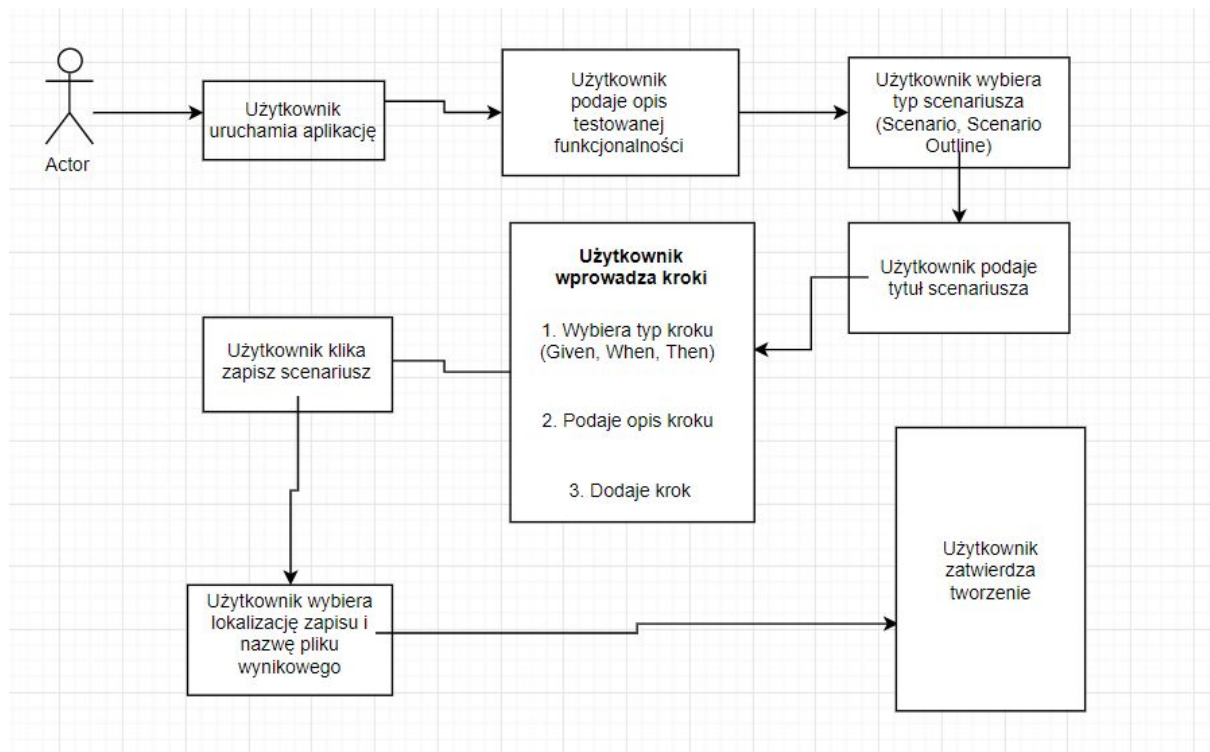 Actor
Użytkownik
uruchamia aplikację
Użytkownik
podaje opis
testowanej
funkcjonalności
Użytkownik wybiera
typ scenariusza
(Scenario, Scenario
Outline)
Użytkownik podaje
tytuł scenariusza
Użytkownik
wprowadza kroki
1. Wybiera typ kroku
(Given, When, Then)
2. Podaje opis kroku
3. Dodaje krok
Użytkownik klika
zapisz scenariusz
Użytkownik wybiera
lokalizację zapisu i
nazwę pliku
wynikowego
Użytkownik
zatwierdza
tworzenie